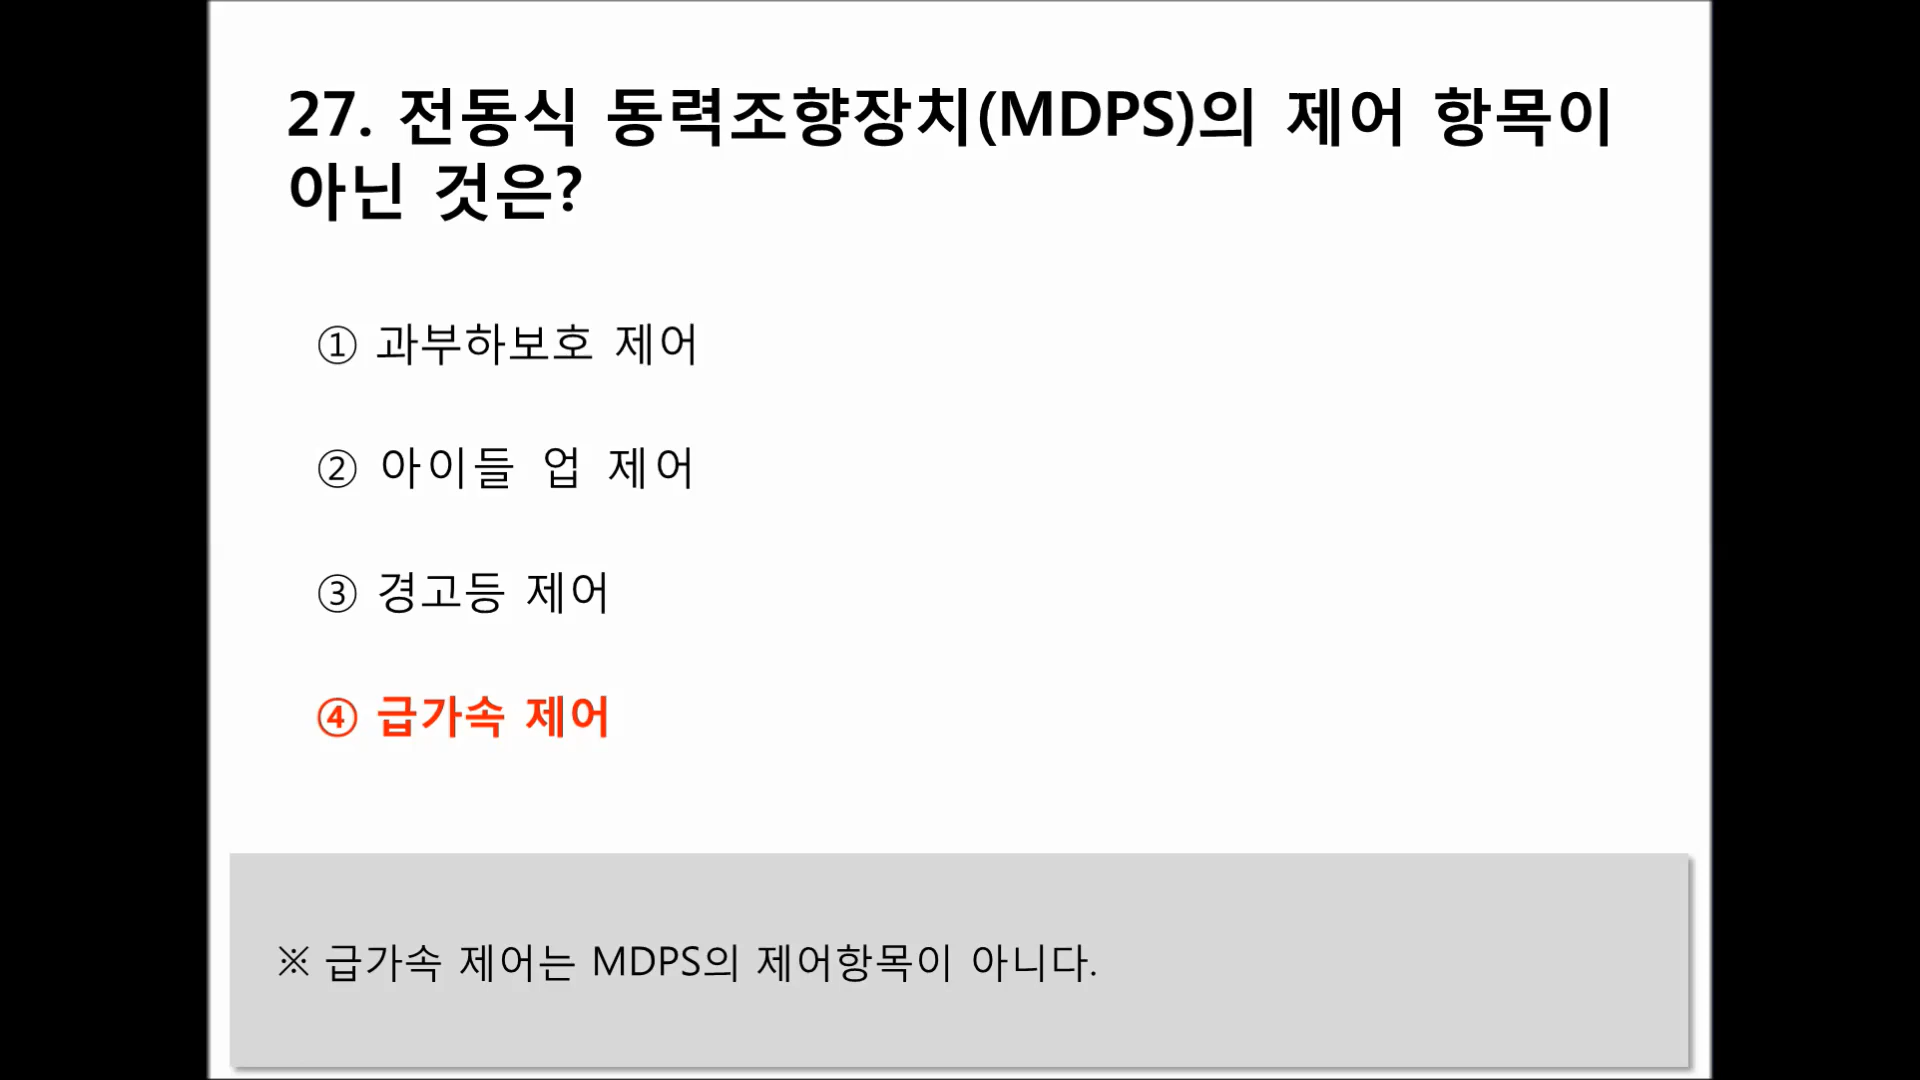 27. 전동식 동력조향장치(MDPS)의 제어 항목이
아닌 것은?
① 과부하보호 제어
② 아이들 업 제어
③ 경고등 제어
④ 급가속 제어
※ 급가속 제어는 MDPS의 제어항목이 아니다.